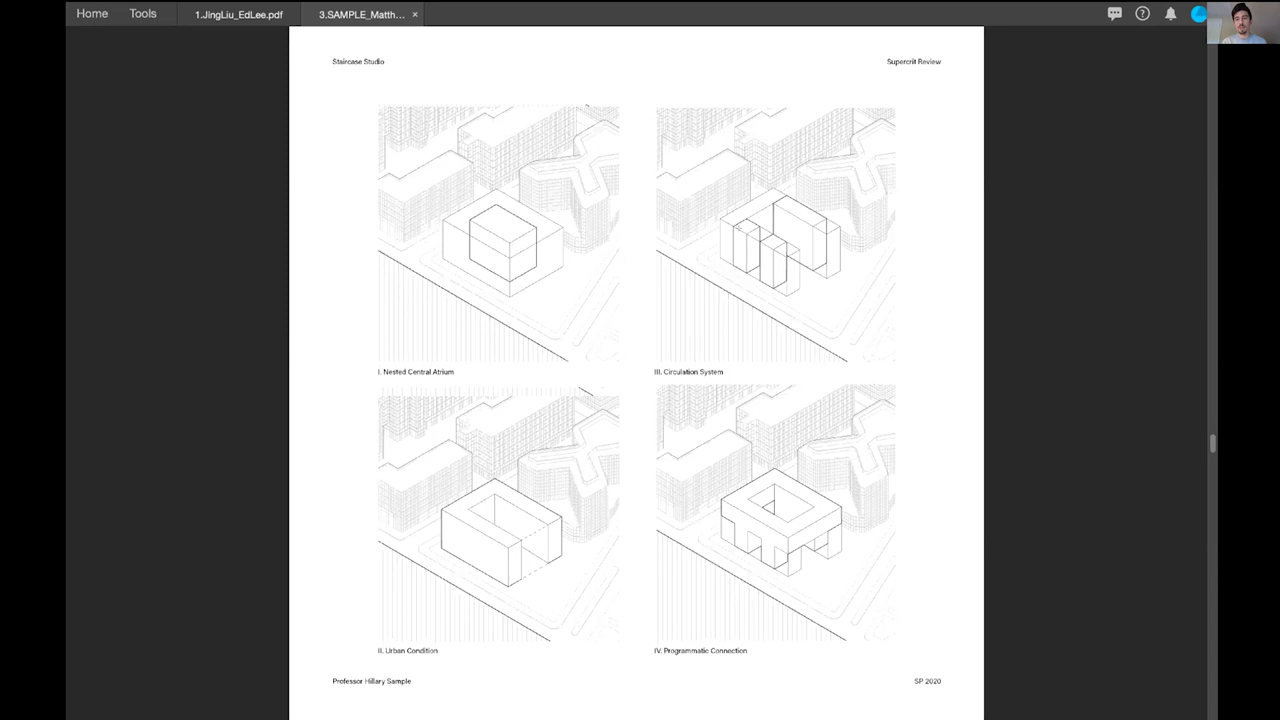 Home
Tools
1.JingLiu_EdLee.pdf
3.SAMPLE_Matth...
Staircase Studio
Supercrit Review
I. Nested Central Atrium
III. Circulation System
II. Urban Condition
IV. Programmatic Connection
Professor Hillary Sample
SP 2020